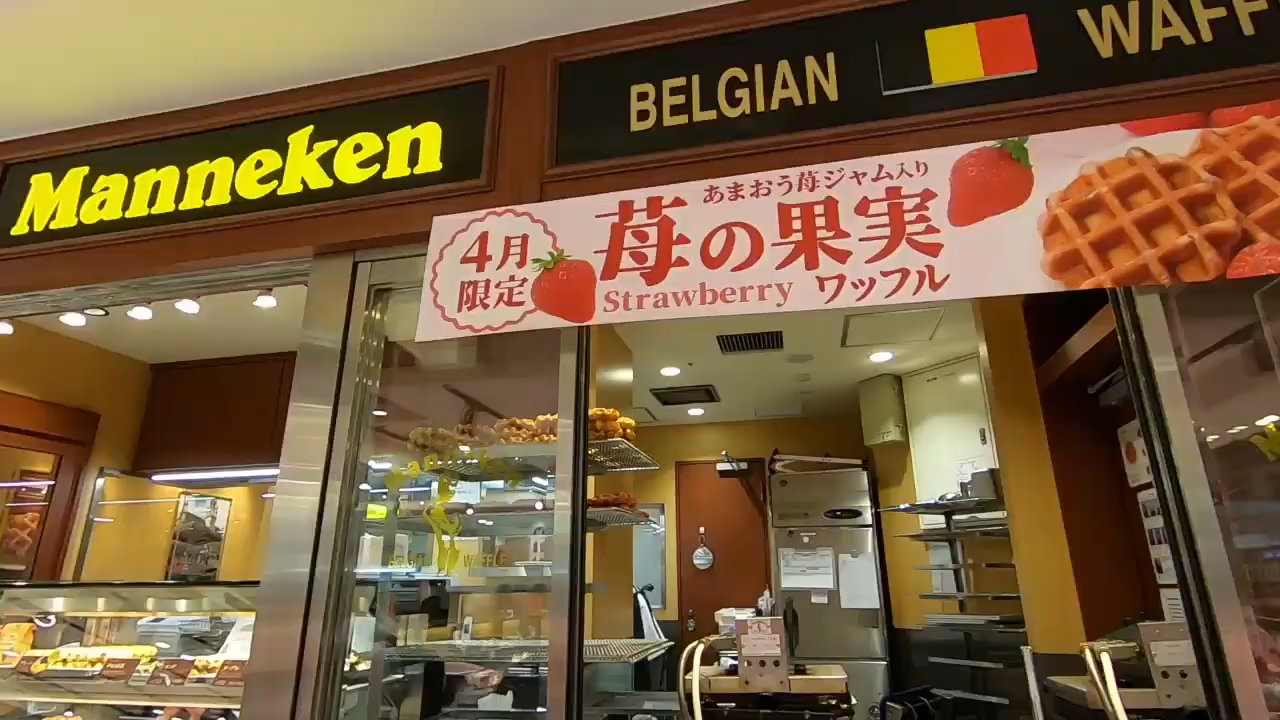 Manneken
BELGIAN WAFF
4月
限定
あまおう苺ジャム入り
苺の果実
Strawberry ワッフル